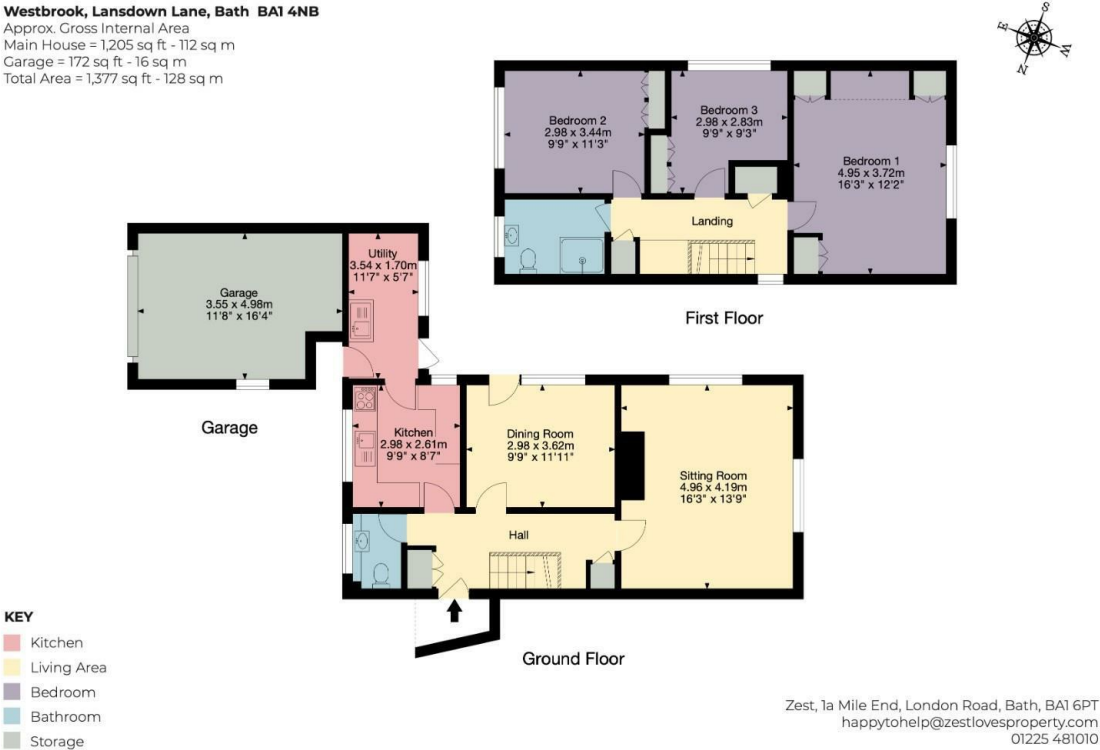 Westbrook, Lansdown Lane, Bath BA1 4NB
Approx. Gross Internal Area
Main House = 1,205 sq ft - 112 sq m
Garage = 172 sq ft - 16 sq m
Total Area = 1,377 sq ft - 128 sq m
S
E
W
N
Bedroom 2
2.98 x 3.44m
9'9" x 11'3"
Bedroom 3
2.98 x 2.83m
9'9" x 9'3"
Bedroom 1
4.95 x 3.72m
16'3" x 12'2"
Landing
First Floor
Utility
3.54 x 1.70m
11'7" x 5'7"
Garage
3.55 x 4.98m
11'8" x 16'4"
Garage
Kitchen
2.98 x 2.61m
9'9" x 8'7"
Dining Room
2.98 x 3.62m
9'9" x 11'11"
Sitting Room
4.96 x 4.19m
16'3" x 13'9"
Hall
Ground Floor
KEY
Kitchen
Living Area
Bedroom
Bathroom
Storage
Zest, 1a Mile End, London Road, Bath, BA1 6PT
happytohelp@zestlovesproperty.com
01225 481010